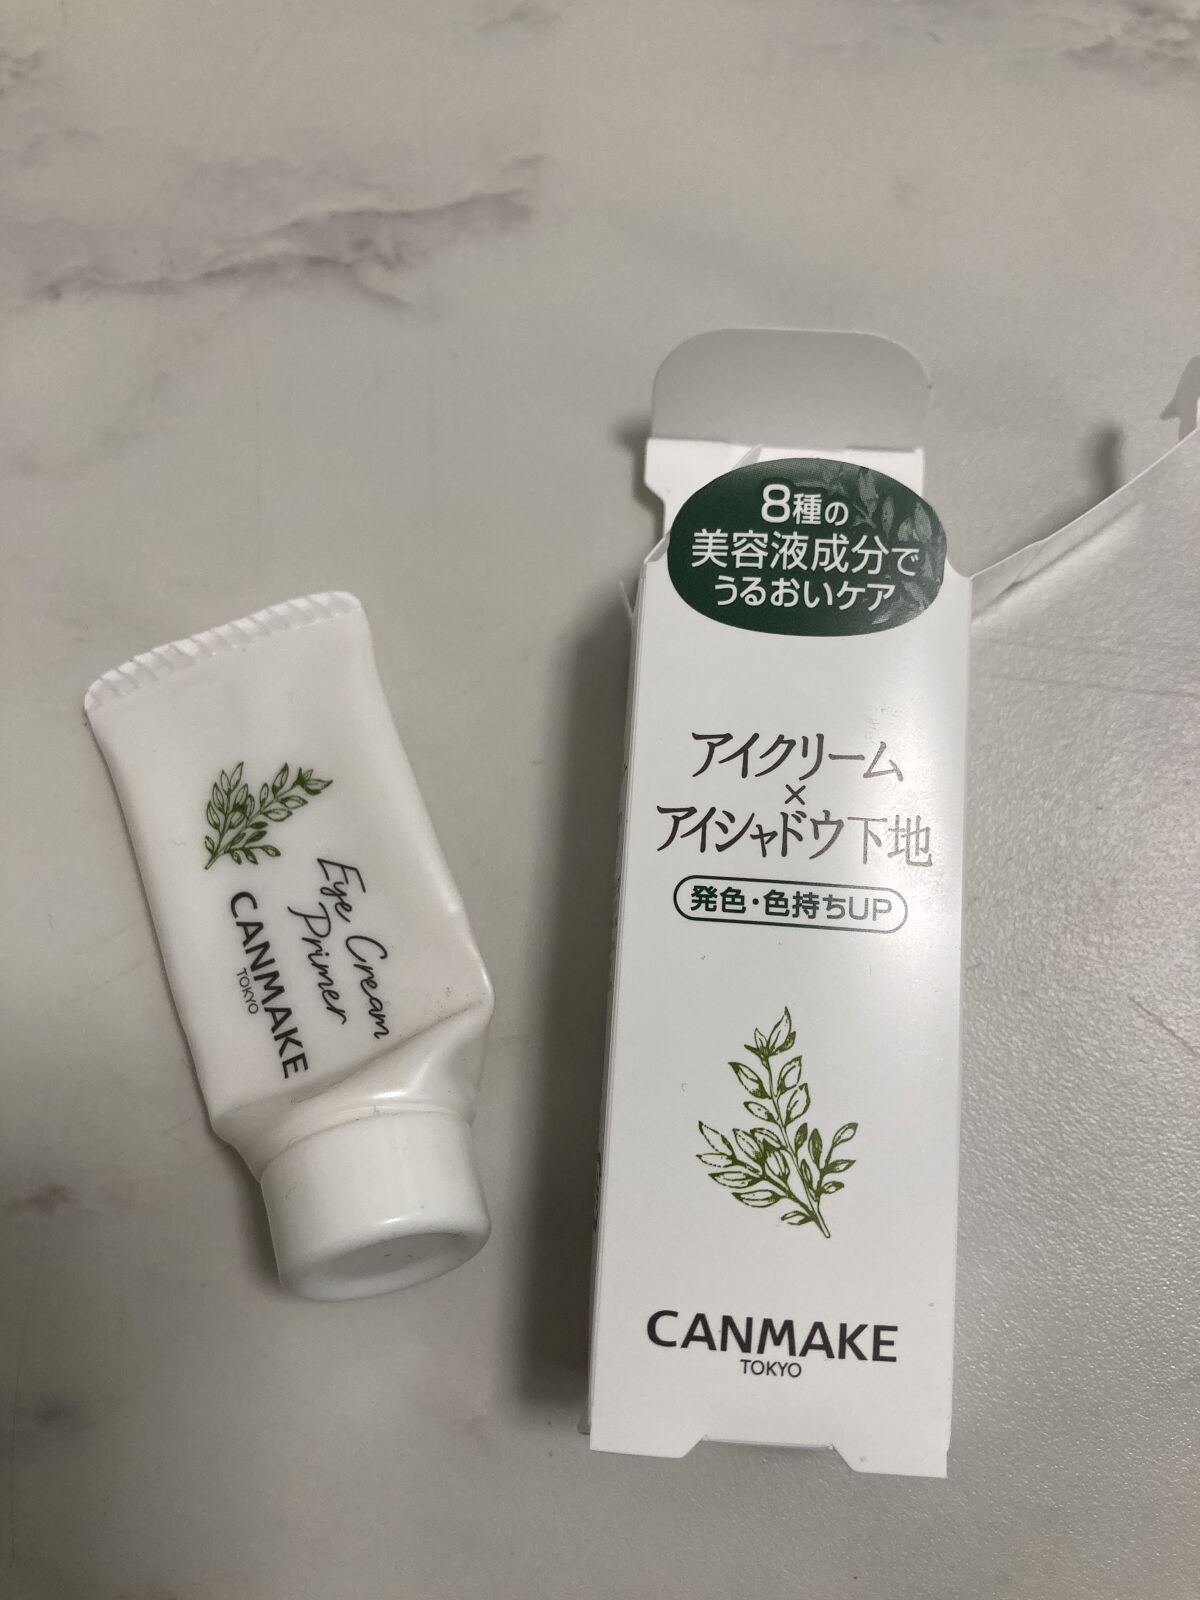 Eye Cream
Primer
CANMAKE
TOKYO
8種の
美容液成分で
うるおいケア
アイクリーム
×
アイシャドウ下地
発色・色持ちUP
CANMAKE
TOKYO